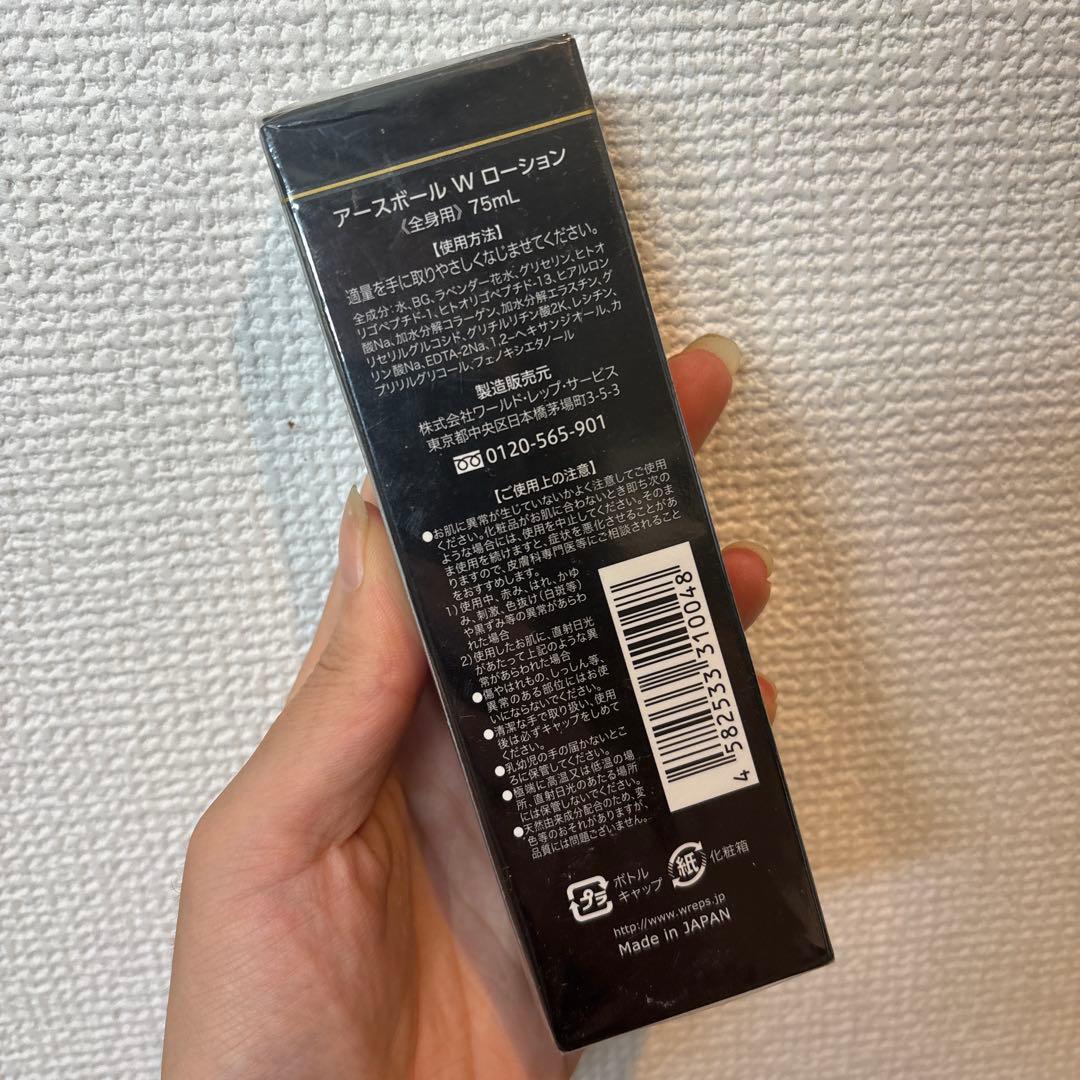 アースボール W ローション
《全身用》 75mL
【使用方法】
適量を手に取りやさしくなじませてください。
全成分：水、BG、ラベンダー花水、グリセリン、ヒトオ
リゴペプチド-1、ヒトオリゴペプチド-13、ヒアルロン
酸Na、加水分解コラーゲン、加水分解エラスチン、グ
リセリルグルコシド、グリチルリチン酸2K、レシチン、
リン酸Na、EDTA-2Na、1,2-ヘキサンジオール、カ
プリリルグリコール、フェノキシエタノール
製造販売元
株式会社ワールド・レップ・サービス
東京都中央区日本橋茅場町3-5-3
0120-565-901
【ご使用上の注意】
●お肌に異常が生じていないかよく注意してご使用
ください。化粧品がお肌に合わないとき即ち次の
ような場合には、使用を中止してください。そのま
ま使用を続けますと、症状を悪化させることがあ
りますので、皮膚科専門医等にご相談されること
をおすすめします。
1）使用中、赤み、はれ、かゆ
み、刺激、色抜け（白斑等）
や黒ずみ等の異常があらわ
れた場合
2）使用したお肌に、直射日光
があたって上記のような異
常があらわれた場合
●傷やはれもの、しっしん等、
異常のある部位にはお使
いにならないでください。
●清潔な手で取り扱い、使用
後は必ずキャップをしめて
ください。
●乳幼児の手の届かないとこ
ろに保管してください。
●極端に高温又は低温の場
所、直射日光のあたる場所
には保管しないでください。
●天然由来成分配合のため、変
色等のおそれがありますが、
品質には問題ございません。
4 582533 310048
プラ
ボトル
キャップ
紙
化粧箱
http://www.wreps.jp
Made in JAPAN